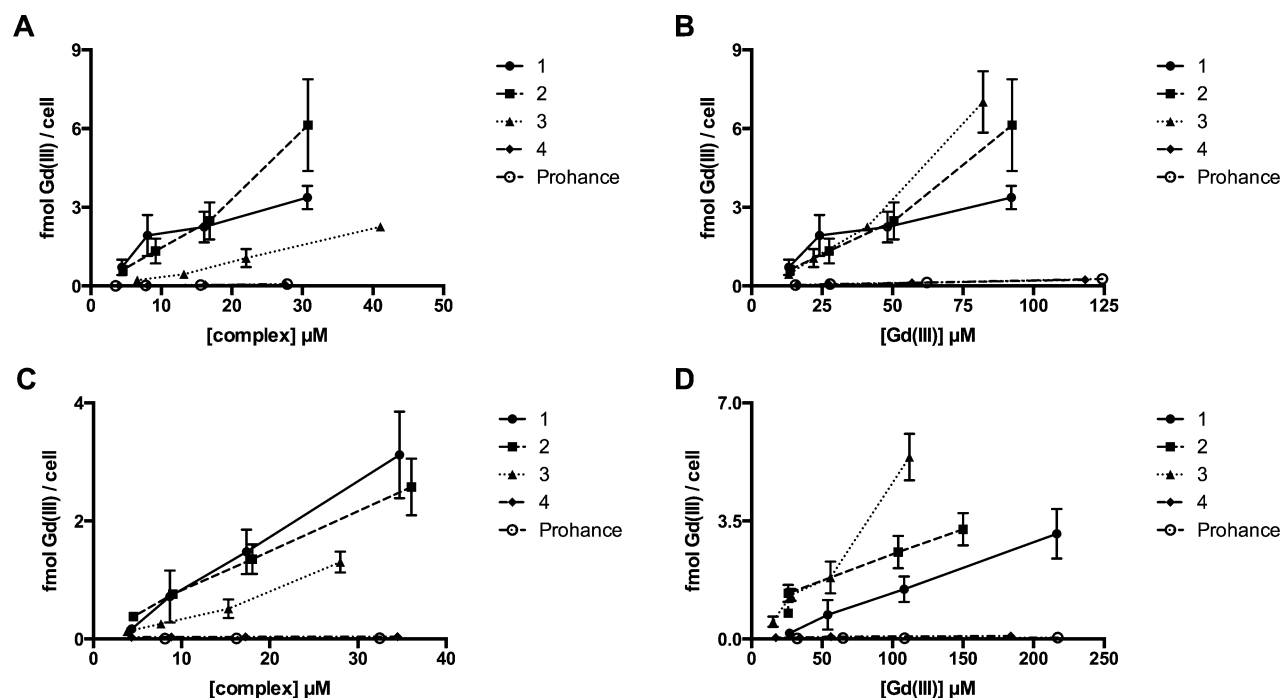 A
fmol Gd(III) / cell
9
6
3
0
0 10 20 30 40 50
[complex] µM
1
2
3
4
Prohance
B
fmol Gd(III) / cell
9
6
3
0
0 25 50 75 100 125
[Gd(III)] µM
1
2
3
4
Prohance
C
fmol Gd(III) / cell
4
2
0
0 10 20 30 40
[complex] µM
1
2
3
4
Prohance
D
fmol Gd(III) / cell
7.0
3.5
0.0
0 50 100 150 200 250
[Gd(III)] µM
1
2
3
4
Prohance